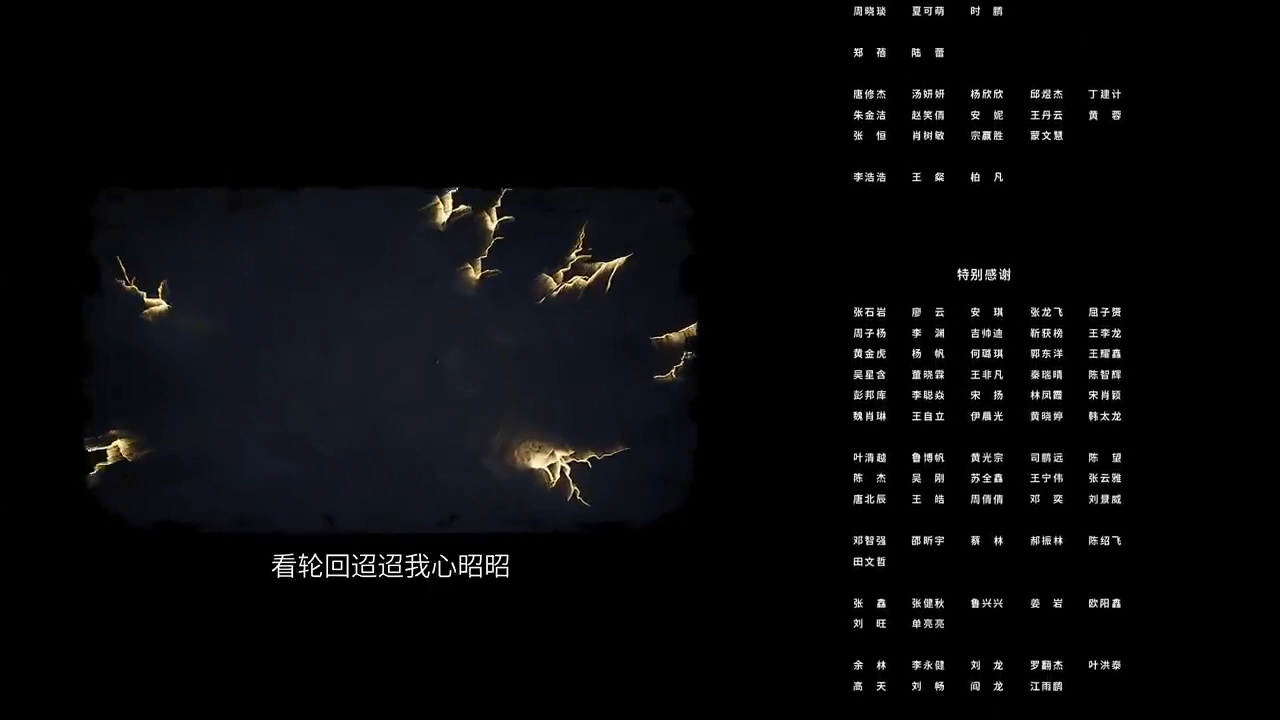 周晓琰 夏可萌 时 鹏
郑 蓓 陆 蕾
唐修杰 汤妍妍 杨欣欣 邱煜杰 丁建计
朱金洁 赵笑倩 安 妮 王丹云 黄 蓉
张 恒 肖树敏 宗赢胜 蒙文慧
李浩浩 王 粲 柏 凡
特别感谢
张石岩 廖 云 安 琪 张龙飞 屈子赟
周子杨 李 渊 吉帅迪 靳获榜 王李龙
黄金虎 杨 帆 何璐琪 郭东洋 王耀鑫
吴星含 董晓霖 王非凡 秦瑞晴 陈智辉
彭邦库 李聪焱 宋 扬 林凤霞 宋肖颖
魏肖琳 王自立 伊晨光 黄晓婷 韩太龙
叶清越 鲁博帆 黄光宗 司鹏远 陈 望
陈 杰 吴 刚 苏全鑫 王宁伟 张云雅
唐北辰 王 皓 周倩倩 邓 奕 刘景威
看轮回迢迢我心昭昭
邓智强 邵昕宇 蔡 林 郝振林 陈绍飞
田文哲
张 鑫 张健秋 鲁兴兴 姜 岩 欧阳鑫
刘 旺 单亮亮
余 林 李永健 刘 龙 罗翻杰 叶洪泰
高 天 刘 畅 闾 龙 江雨鹏